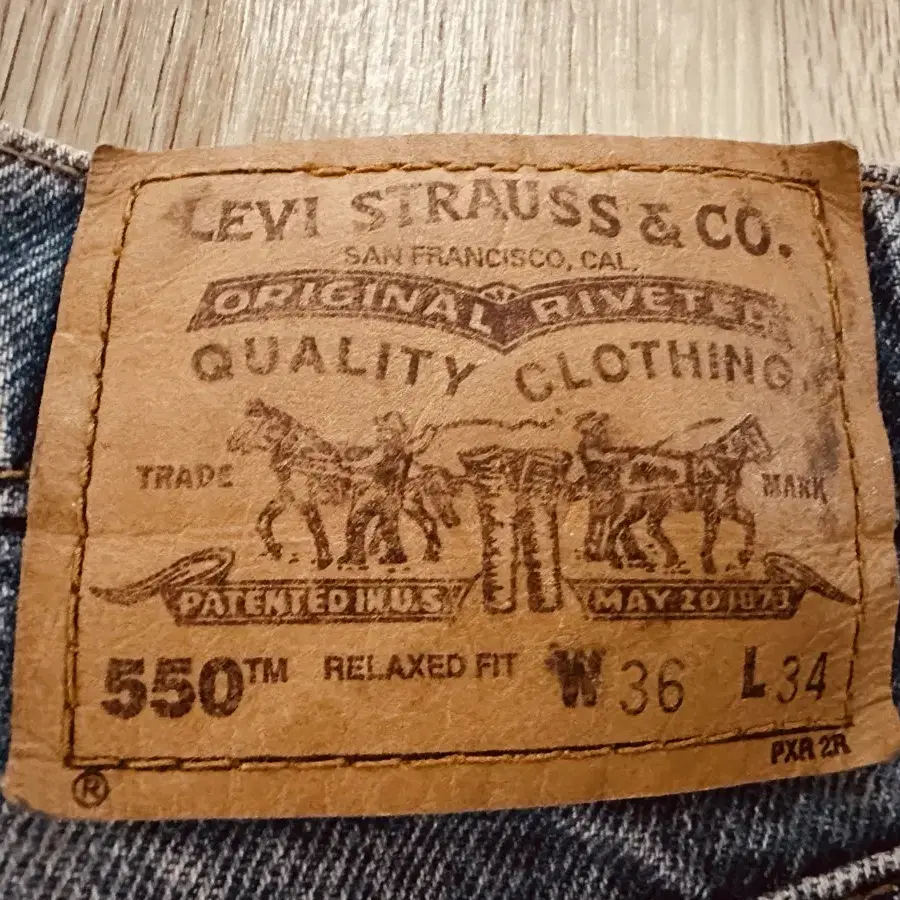 LEVI STRAUSS & CO.
SAN FRANCISCO, CAL.
ORIGINAL RIVETED
QUALITY CLOTHING
TRADE MARK
PATENTED IN U.S. MAY 20 1873
550™ RELAXED FIT W 36 L 34
PXR 2R
®